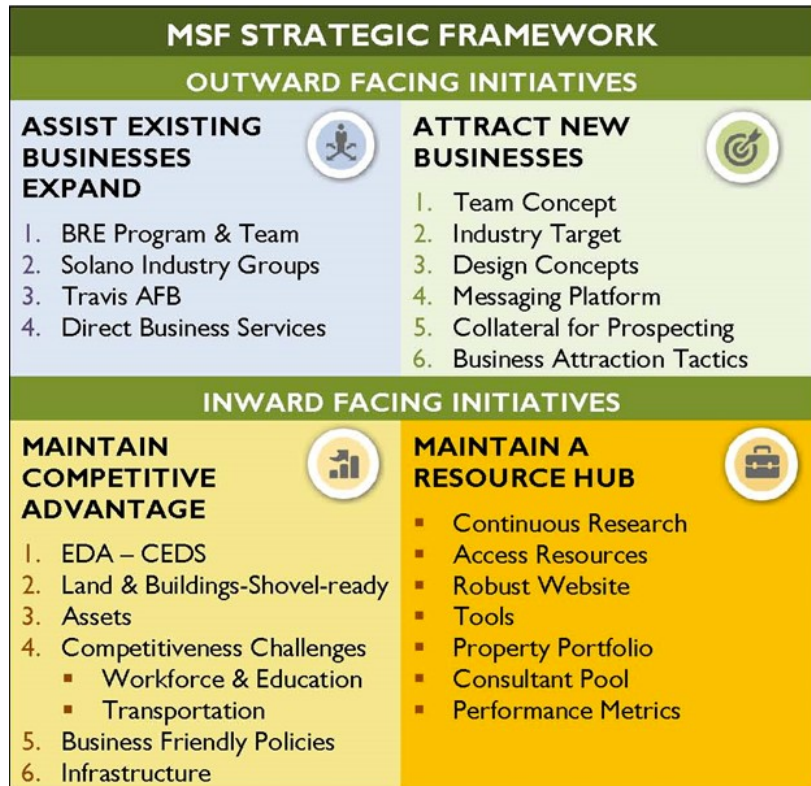 MSF STRATEGIC FRAMEWORK
OUTWARD FACING INITIATIVES
ASSIST EXISTING
BUSINESSES
EXPAND
1. BRE Program & Team
2. Solano Industry Groups
3. Travis AFB
4. Direct Business Services
ATTRACT NEW
BUSINESSES
1. Team Concept
2. Industry Target
3. Design Concepts
4. Messaging Platform
5. Collateral for Prospecting
6. Business Attraction Tactics
INWARD FACING INITIATIVES
MAINTAIN
COMPETITIVE
ADVANTAGE
1. EDA – CEDS
2. Land & Buildings-Shovel-ready
3. Assets
4. Competitiveness Challenges
▪ Workforce & Education
▪ Transportation
5. Business Friendly Policies
6. Infrastructure
MAINTAIN A
RESOURCE HUB
▪ Continuous Research
▪ Access Resources
▪ Robust Website
▪ Tools
▪ Property Portfolio
▪ Consultant Pool
▪ Performance Metrics